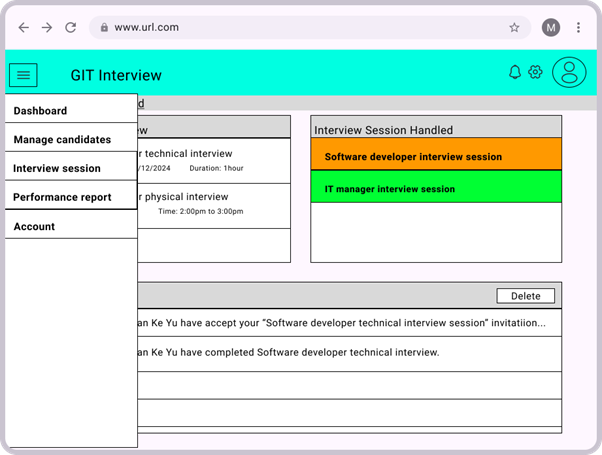 www.url.com
M
GIT Interview
Dashboard
Manage candidates
Interview session
Performance report
Account
Interview Session Handled
technical interview
/12/2024 Duration: 1hour
physical interview
Time: 2:00pm to 3:00pm
Software developer interview session
IT manager interview session
Delete
Ke Yu have accept your “Software developer technical interview session” invitatiion...
Ke Yu have completed Software developer technical interview.